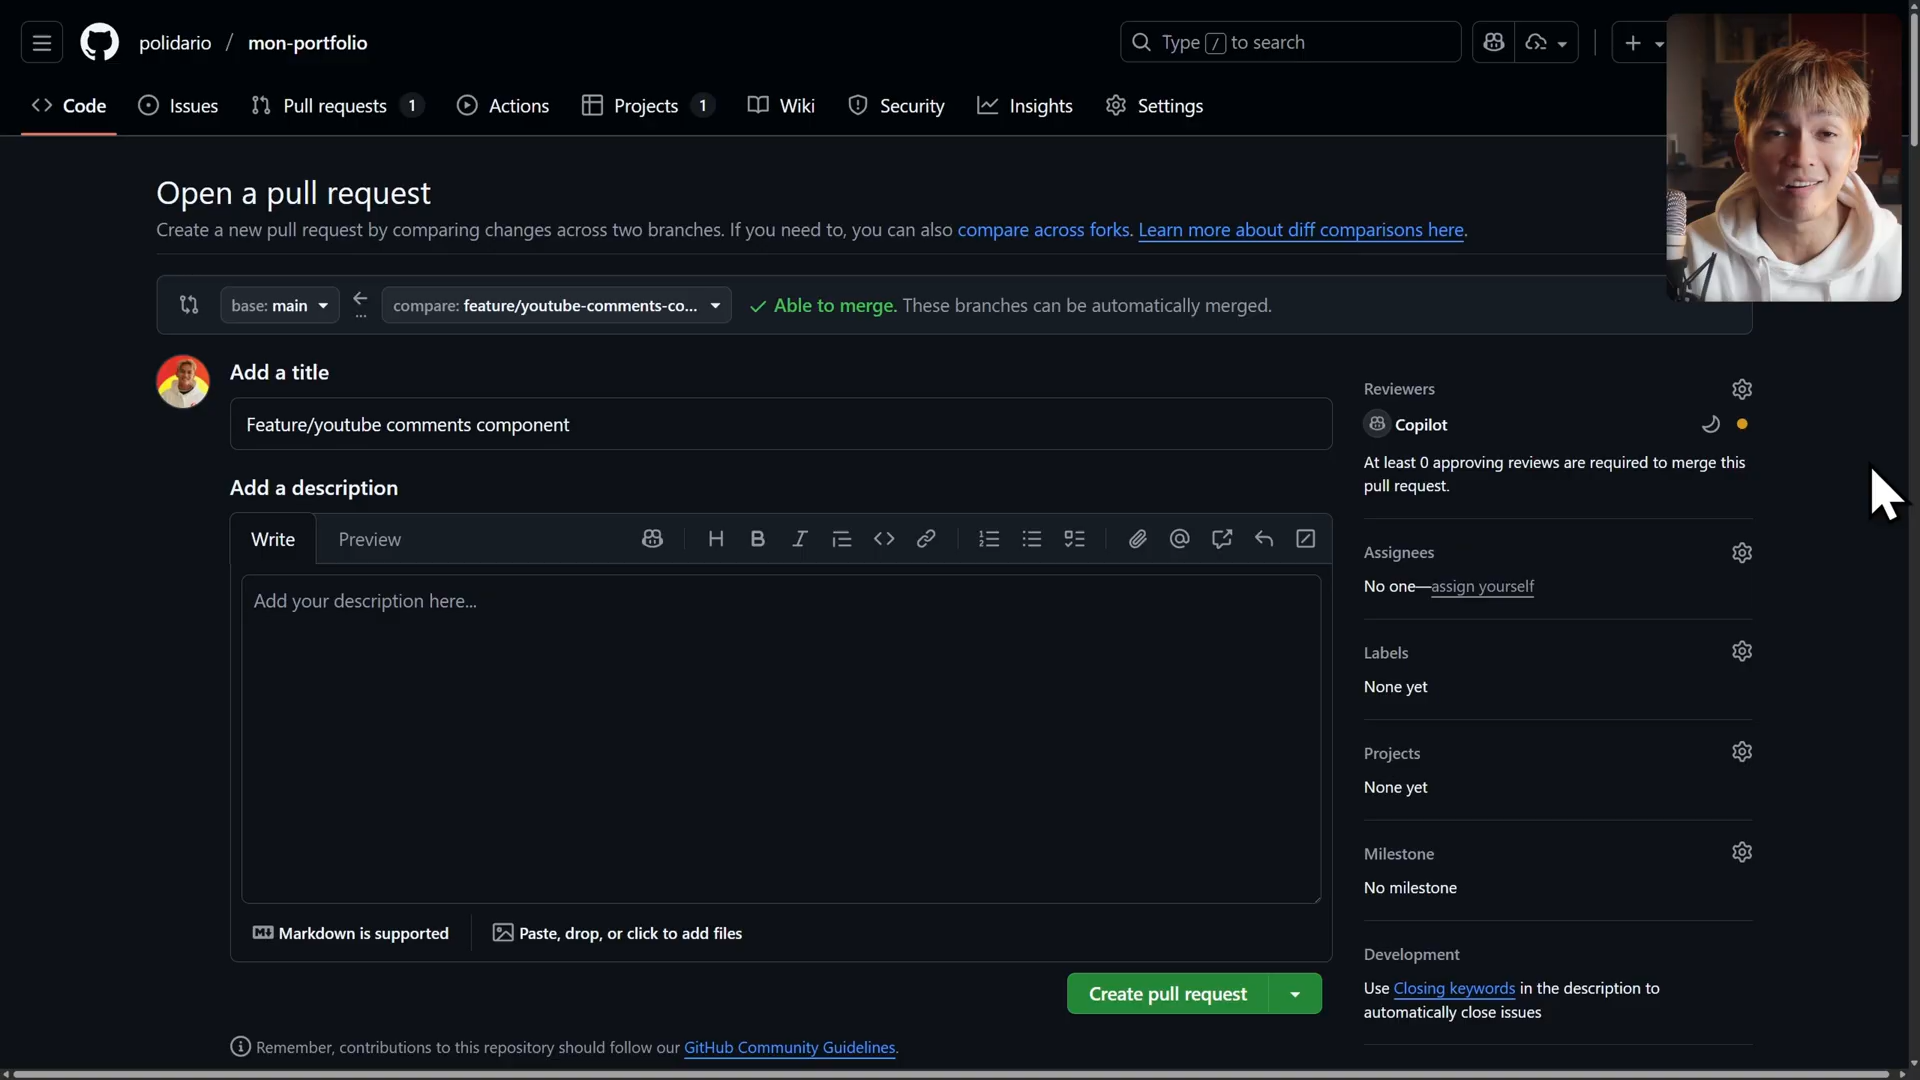 polidario / mon-portfolio
Type / to search
Code
Issues
Pull requests 1
Actions
Projects 1
Wiki
Security
Insights
Settings
Open a pull request
Create a new pull request by comparing changes across two branches. If you need to, you can also compare across forks. Learn more about diff comparisons here.
base: main
compare: feature/youtube-comments-co...
Able to merge. These branches can be automatically merged.
Add a title
Feature/youtube comments component
Add a description
Write
Preview
Add your description here...
Markdown is supported
Paste, drop, or click to add files
Create pull request
Remember, contributions to this repository should follow our GitHub Community Guidelines.
Reviewers
Copilot
At least 0 approving reviews are required to merge this
pull request.
Assignees
No one—assign yourself
Labels
None yet
Projects
None yet
Milestone
No milestone
Development
Use Closing keywords in the description to
automatically close issues